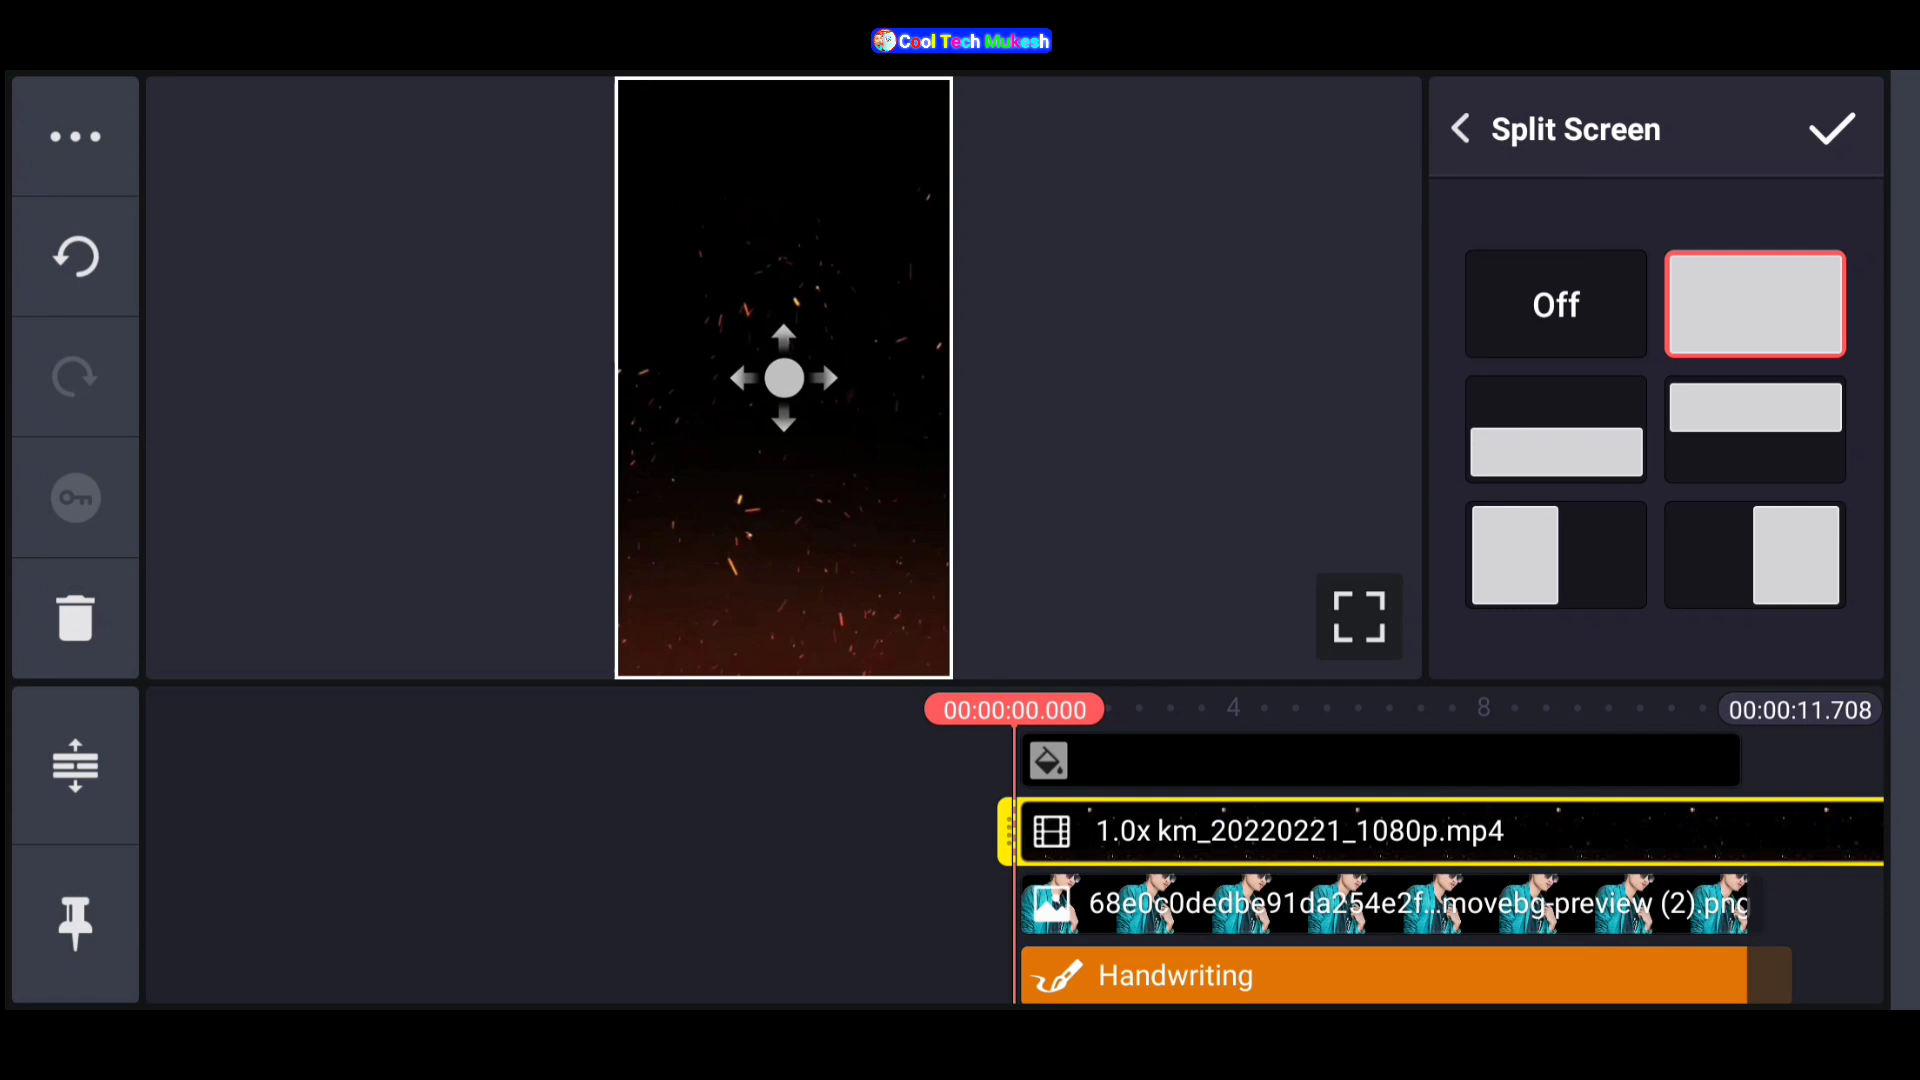 Cool Tech Mukesh
Split Screen
Off
00:00:00.000
4
8
00:00:11.708
1.0x km_20220221_1080p.mp4
68e0c0dedbe91da254e2f...movebg-preview (2).png
Handwriting